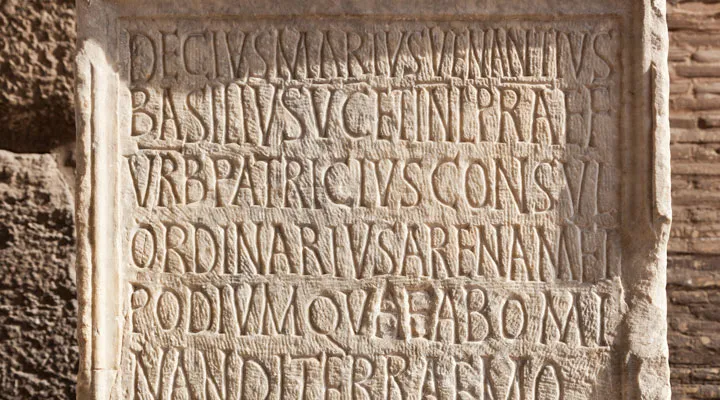 DECIVSMARIVSVENANTIVS
BASILIVSVCETINLPRAEF
VRBPATRICIVSCONSVL
ORDINARIVSARENAMET
PODIVMQVAEABOMI
NANDITERRAEMO